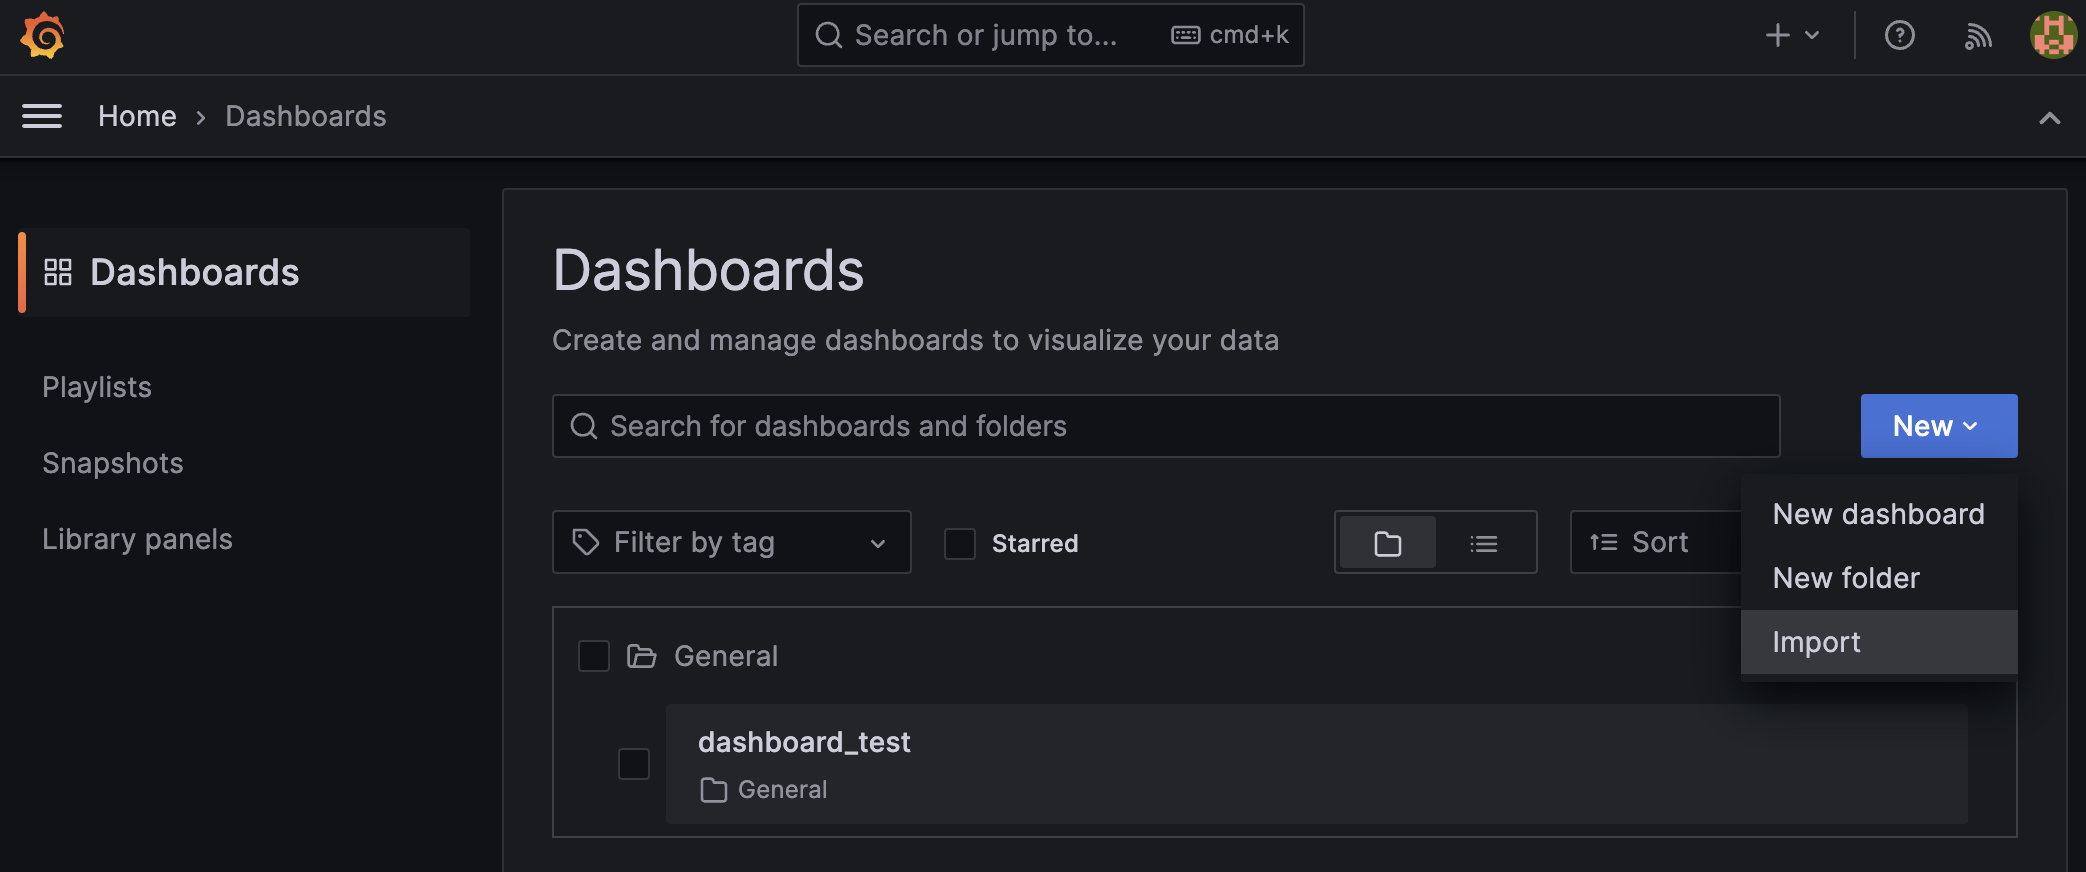 Search or jump to... cmd+k
Home > Dashboards
Dashboards
Playlists
Snapshots
Library panels
Dashboards
Create and manage dashboards to visualize your data
Search for dashboards and folders
New
New dashboard
New folder
Import
Filter by tag
Starred
Sort
General
dashboard_test
General